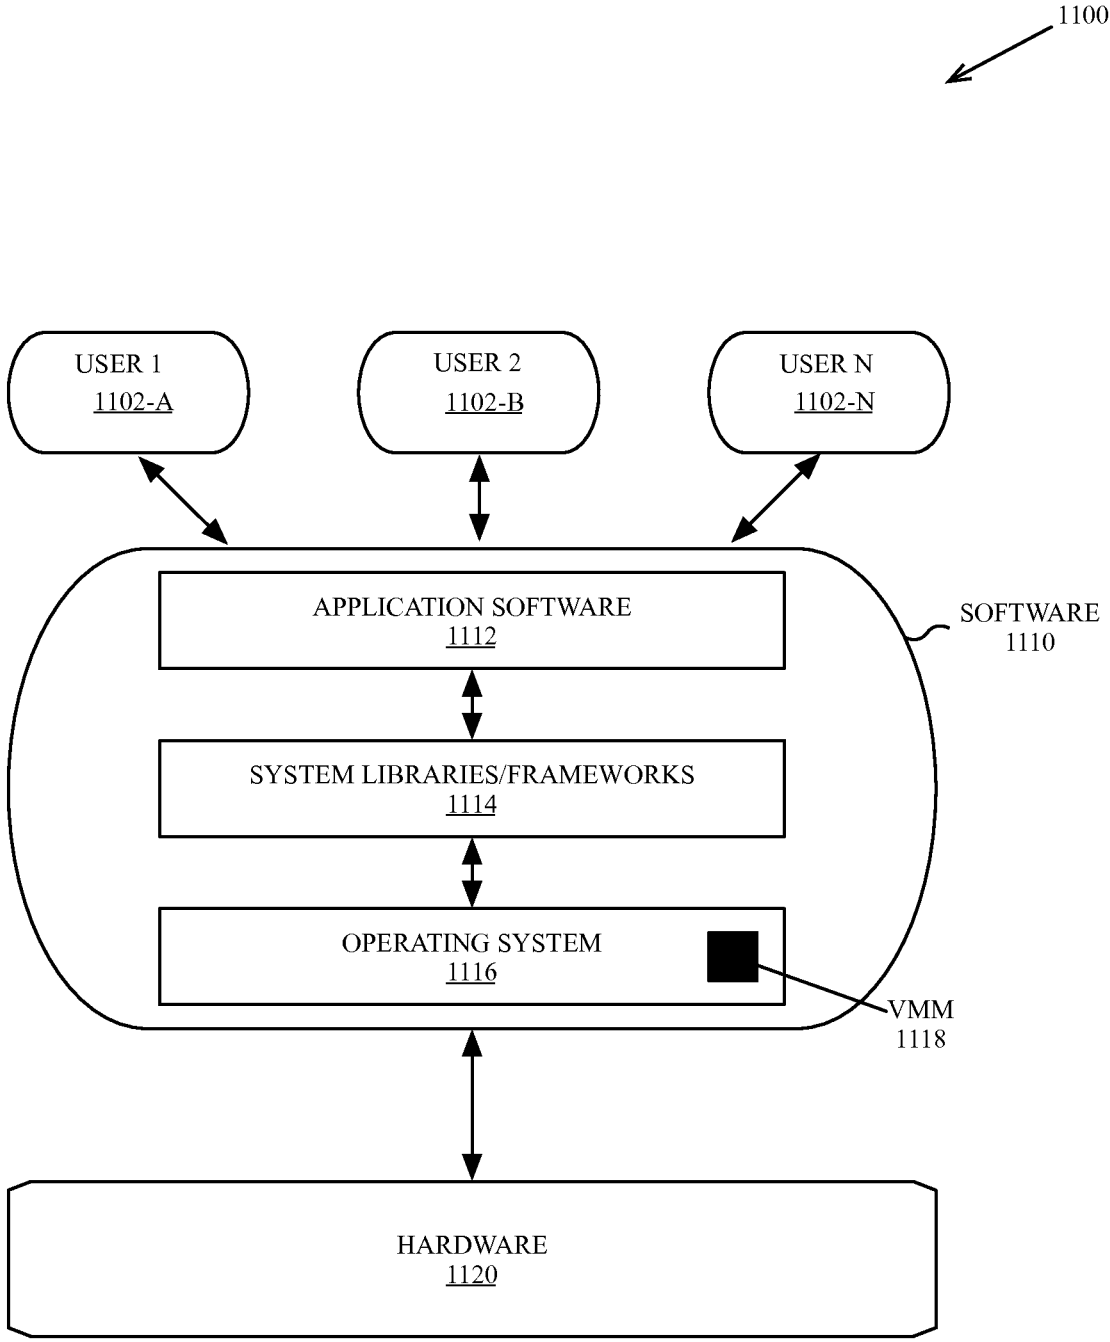 1100
USER 1
1102-A
USER 2
1102-B
USER N
1102-N
APPLICATION SOFTWARE
1112
SOFTWARE
1110
SYSTEM LIBRARIES/FRAMEWORKS
1114
OPERATING SYSTEM
1116
VMM
1118
HARDWARE
1120